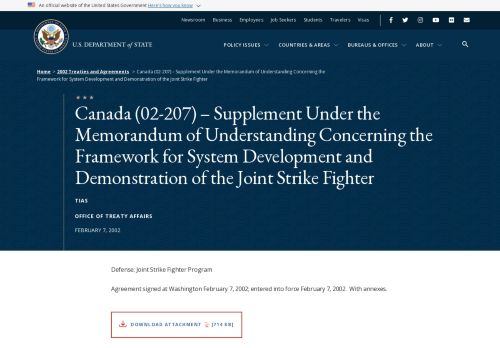 An official website of the United States Government Here's how you know
Newsroom Business Employers Job Seekers Students Travelers Visas
U.S. DEPARTMENT of STATE
POLICY ISSUES COUNTRIES & AREAS BUREAUS & OFFICES ABOUT
Home > 2002 Treaties and Agreements > Canada (02-207) – Supplement Under the Memorandum of Understanding Concerning the
Framework for System Development and Demonstration of the Joint Strike Fighter
Canada (02-207) – Supplement Under the
Memorandum of Understanding Concerning the
Framework for System Development and
Demonstration of the Joint Strike Fighter
TIAS
OFFICE OF TREATY AFFAIRS
FEBRUARY 7, 2002
Defense: Joint Strike Fighter Program
Agreement signed at Washington February 7, 2002; entered into force February 7, 2002. With annexes.
DOWNLOAD ATTACHMENT [714 KB]